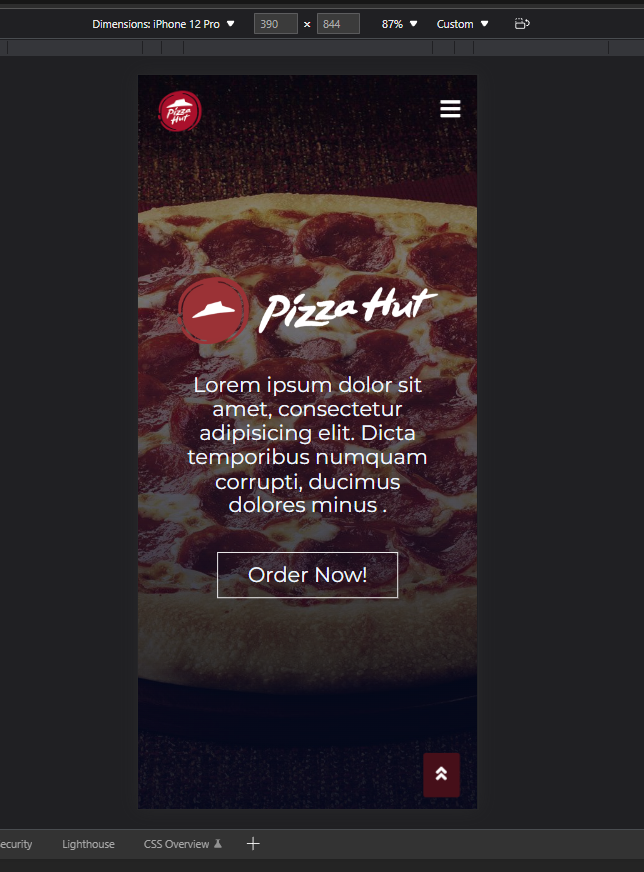 Dimensions: iPhone 12 Pro ▼ 390 × 844 87% ▼ Custom ▼
Pizza Hut
Pizza Hut
Lorem ipsum dolor sit
amet, consectetur
adipisicing elit. Dicta
temporibus numquam
corrupti, ducimus
dolores minus .
Order Now!
ecurity Lighthouse CSS Overview